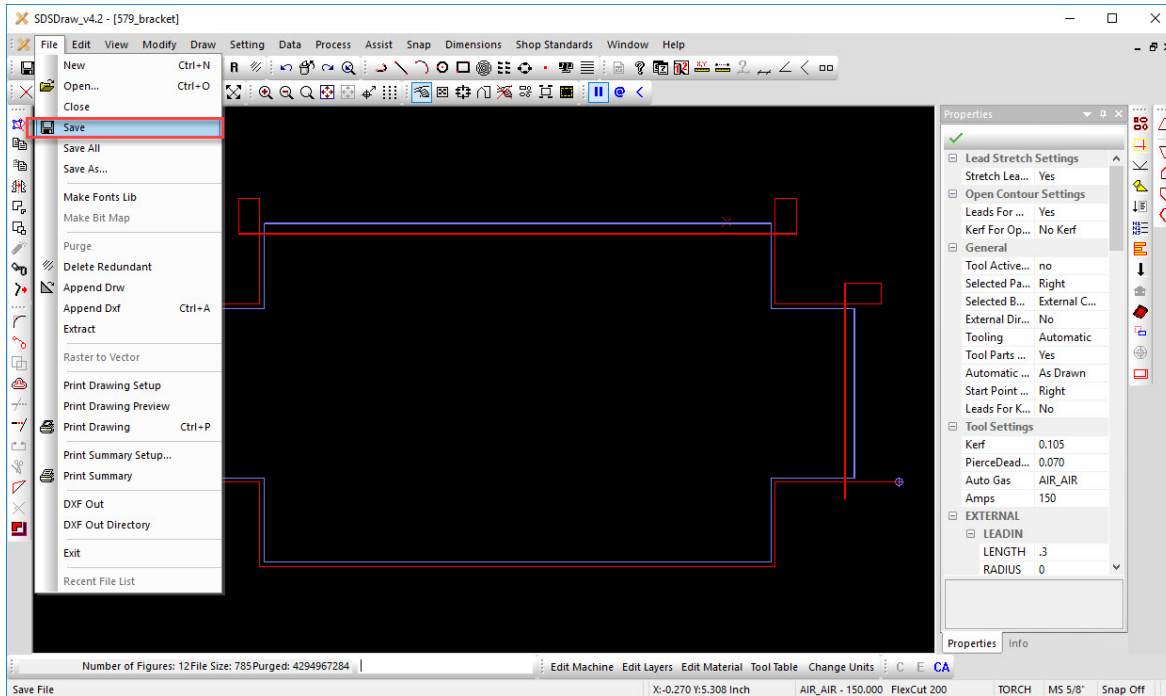 SDSDraw_v4.2 - [579_bracket]
File Edit View Modify Draw Setting Data Process Assist Snap Dimensions Shop Standards Window Help
New Ctrl+N
Open... Ctrl+O
Close
Save
Save All
Save As...
Make Fonts Lib
Make Bit Map
Purge
Delete Redundant
Append Drw
Append Dxf Ctrl+A
Extract
Raster to Vector
Print Drawing Setup
Print Drawing Preview
Print Drawing Ctrl+P
Print Summary Setup...
Print Summary
DXF Out
DXF Out Directory
Exit
Recent File List
Properties
Lead Stretch Settings
Stretch Lea... Yes
Open Contour Settings
Leads For ... Yes
Kerf For Op... No Kerf
General
Tool Active... no
Selected Pa... Right
Selected B... External C...
External Dir... No
Tooling Automatic
Tool Parts ... Yes
Automatic ... As Drawn
Start Point ... Right
Leads For K... No
Tool Settings
Kerf 0.105
PierceDead... 0.070
Auto Gas AIR_AIR
Amps 150
EXTERNAL
LEADIN
LENGTH .3
RADIUS 0
Properties Info
Number of Figures: 12File Size: 785Purged: 4294967284
Edit Machine Edit Layers Edit Material Tool Table Change Units C E CA
Save File X:-0.270 Y:5.308 Inch AIR_AIR - 150.000 FlexCut 200 TORCH MS 5/8" Snap Off